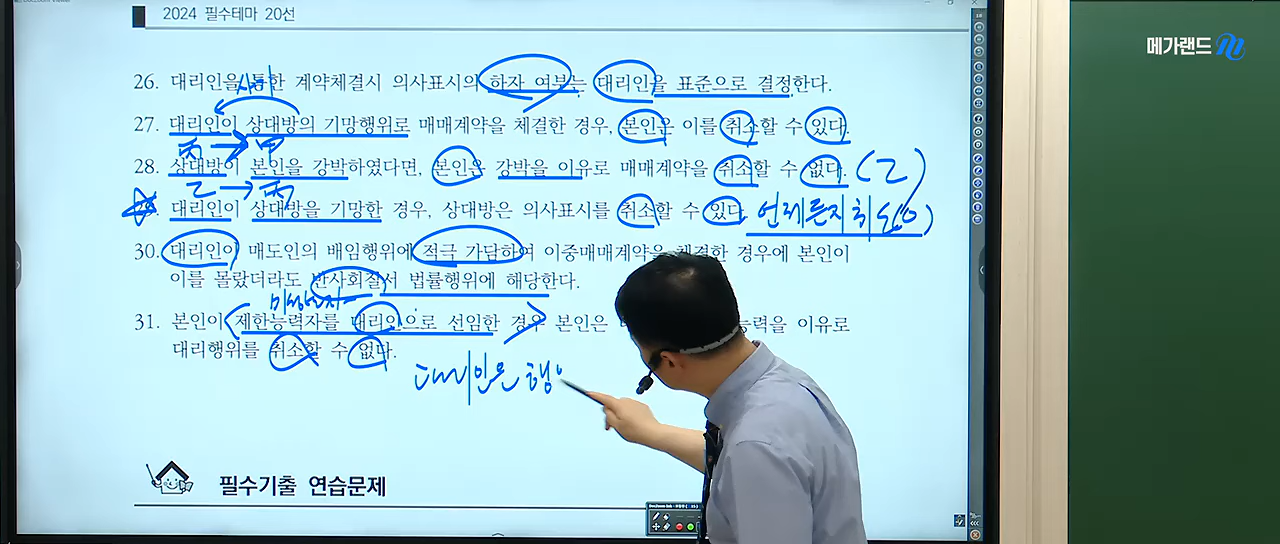 2024 필수테마 20선
메가랜드
26. 대리인을 통한 계약체결시 의사표시의 하자 여부는 대리인을 표준으로 결정한다.
사기
27. 대리인이 상대방의 기망행위로 매매계약을 체결한 경우, 본인은 이를 취소할 수 있다.
丙 → 甲
28. 상대방이 본인을 강박하였다면, 본인은 강박을 이유로 매매계약을 취소할 수 없다. (乙)
乙 → 丙
29. 대리인이 상대방을 기망한 경우, 상대방은 의사표시를 취소할 수 있다. 언제든지 취소(O)
30. 대리인이 매도인의 배임행위에 적극 가담하여 이중매매계약을 체결한 경우에 본인이
이를 몰랐더라도 반사회질서 법률행위에 해당한다.
미성년자
31. 본인이 제한능력자를 대리인으로 선임한 경우 본인은 능력을 이유로
대리행위를 취소할 수 없다.
대리인은 행
필수기출 연습문제